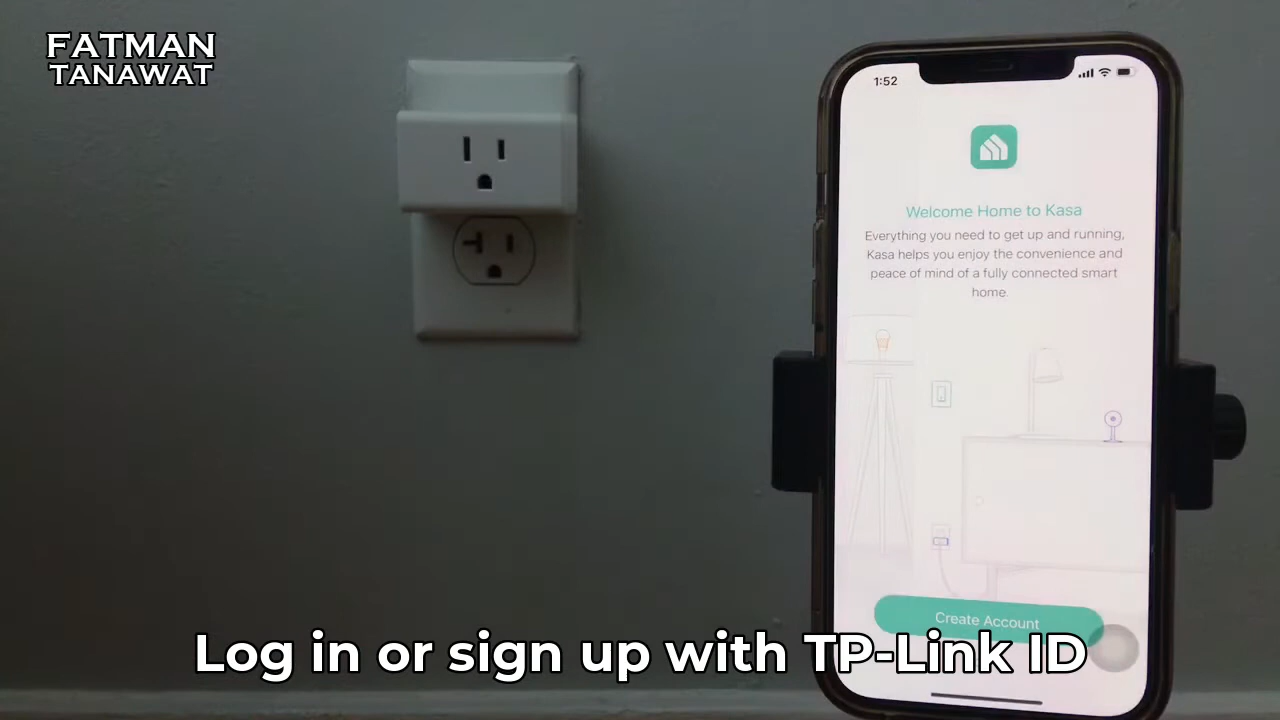 FATMAN
TANAWAT
1:52
Welcome Home to Kasa
Everything you need to get up and running,
Kasa helps you enjoy the convenience and
peace of mind of a fully connected smart
home.
Create Account
Log in or sign up with TP-Link ID